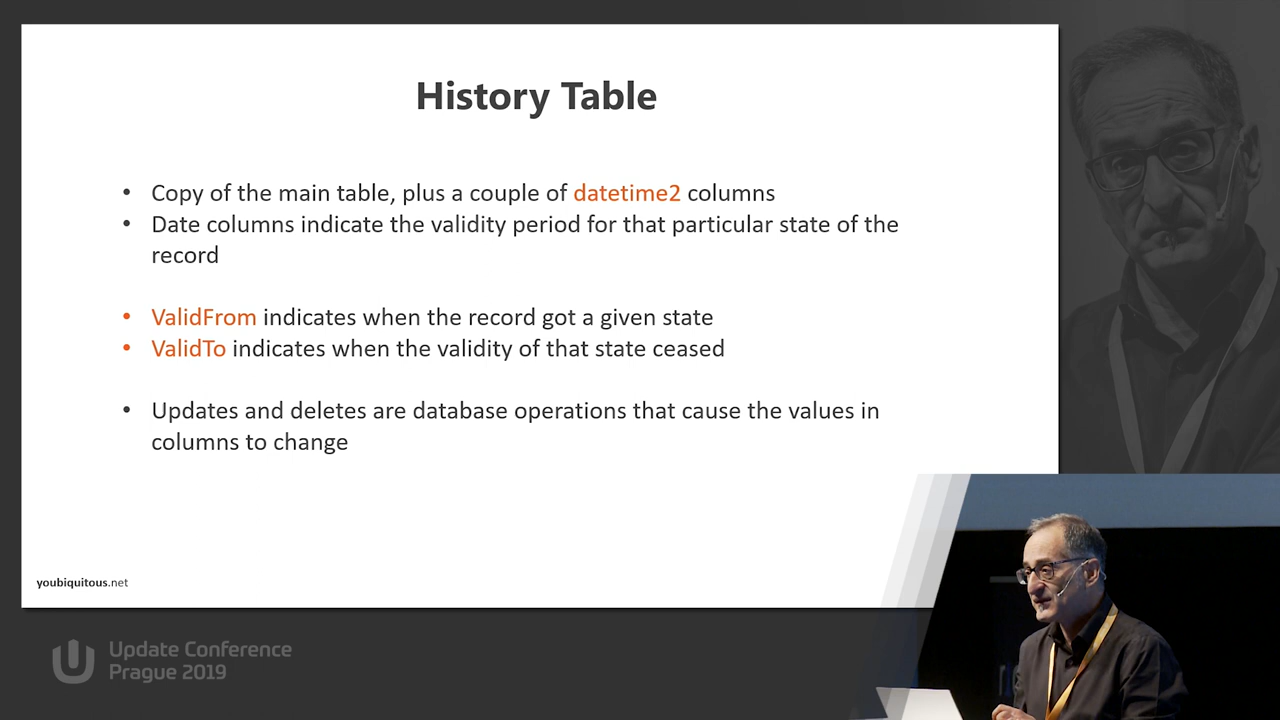 History Table
• Copy of the main table, plus a couple of datetime2 columns
• Date columns indicate the validity period for that particular state of the
record
• ValidFrom indicates when the record got a given state
• ValidTo indicates when the validity of that state ceased
• Updates and deletes are database operations that cause the values in
columns to change
youbiquitous.net
Update Conference
Prague 2019